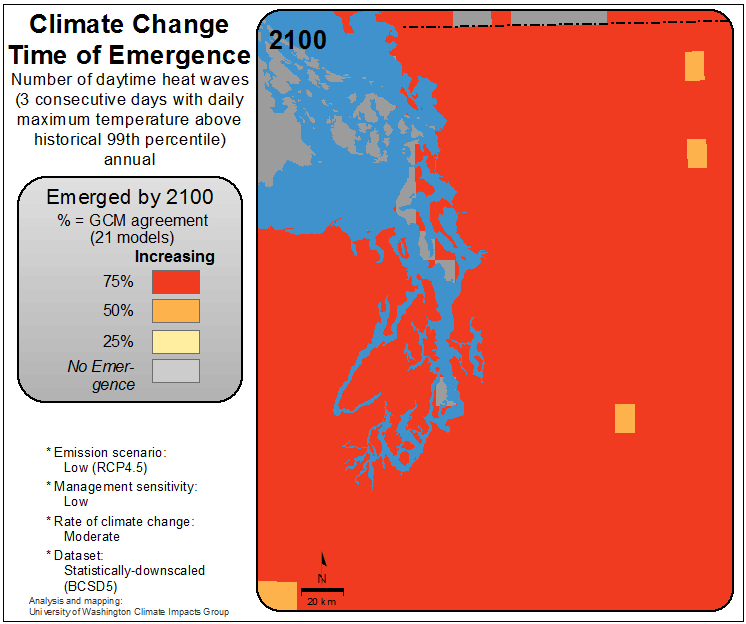 Climate Change
Time of Emergence
Number of daytime heat waves
(3 consecutive days with daily
maximum temperature above
historical 99th percentile)
annual
Emerged by 2100
% = GCM agreement
(21 models)
Increasing
75%
50%
25%
No Emer-
gence
* Emission scenario:
Low (RCP4.5)
* Management sensitivity:
Low
* Rate of climate change:
Moderate
* Dataset:
Statistically-downscaled
(BCSD5)
Analysis and mapping:
University of Washington Climate Impacts Group
2100
N
20 km